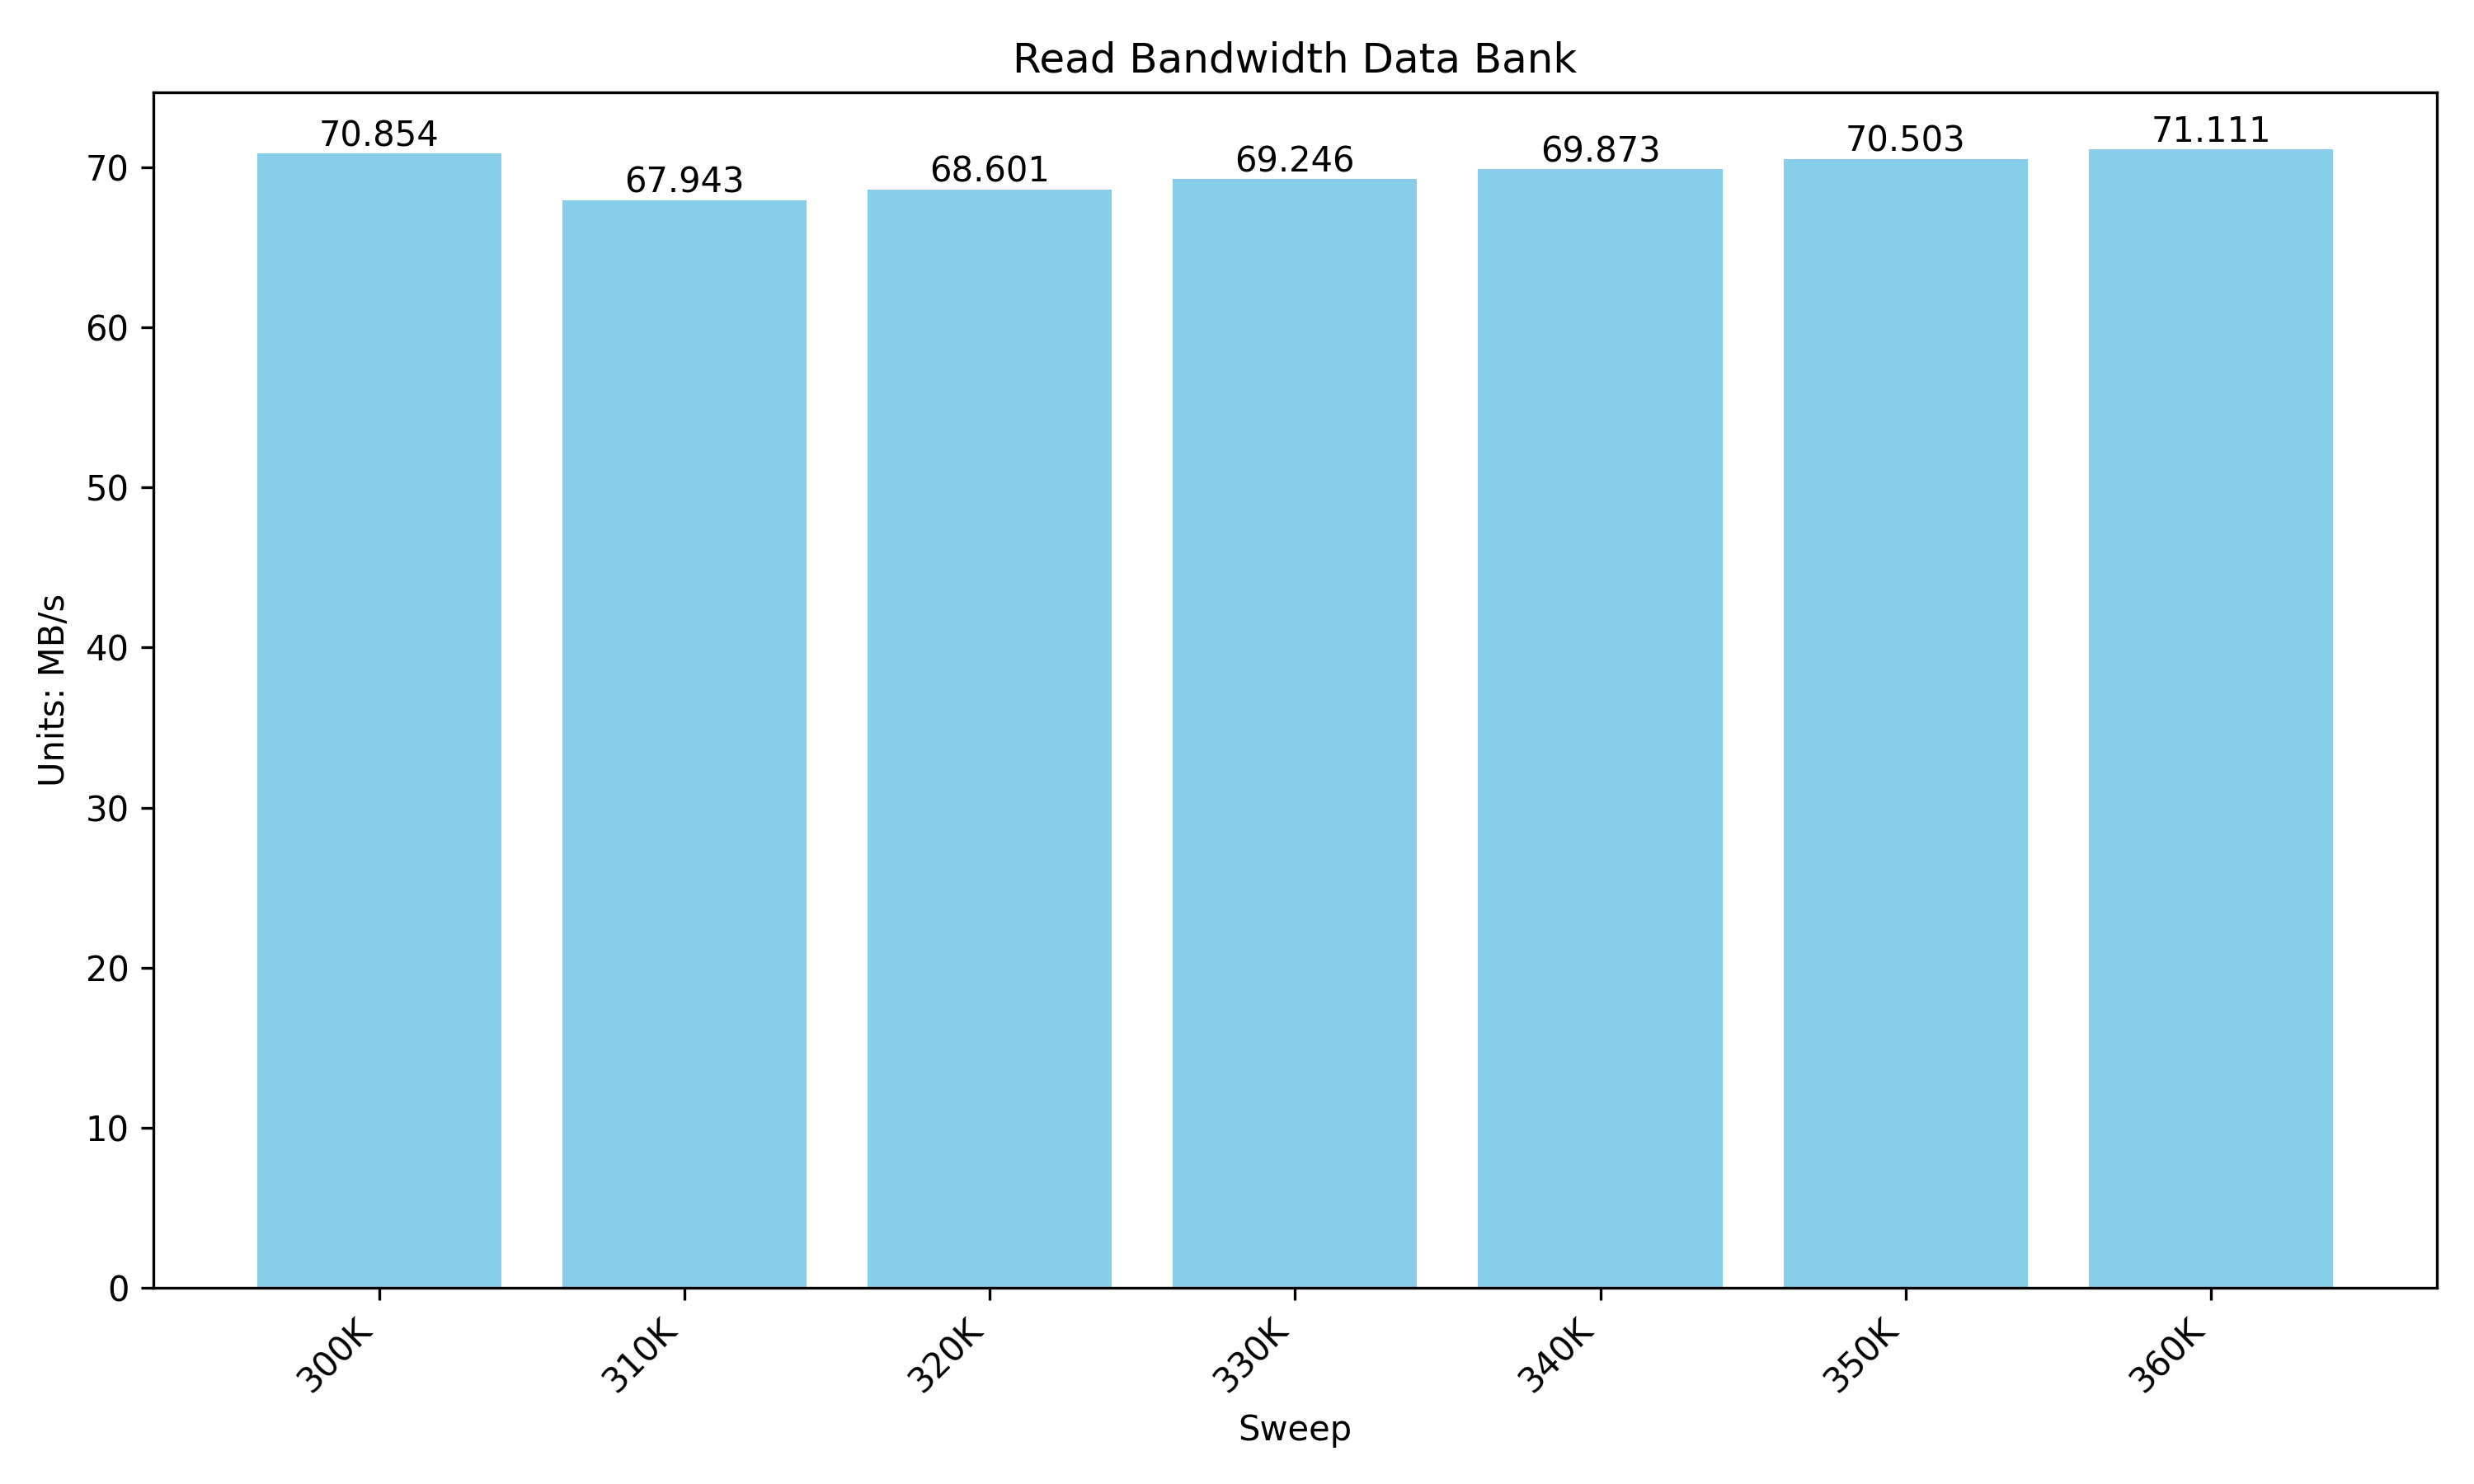 Read Bandwidth Data Bank
70.854
67.943
68.601
69.246
69.873
70.503
71.111
70
60
50
40
30
20
10
0
Units: MB/s
300K
310K
320K
330K
340K
350K
360K
Sweep